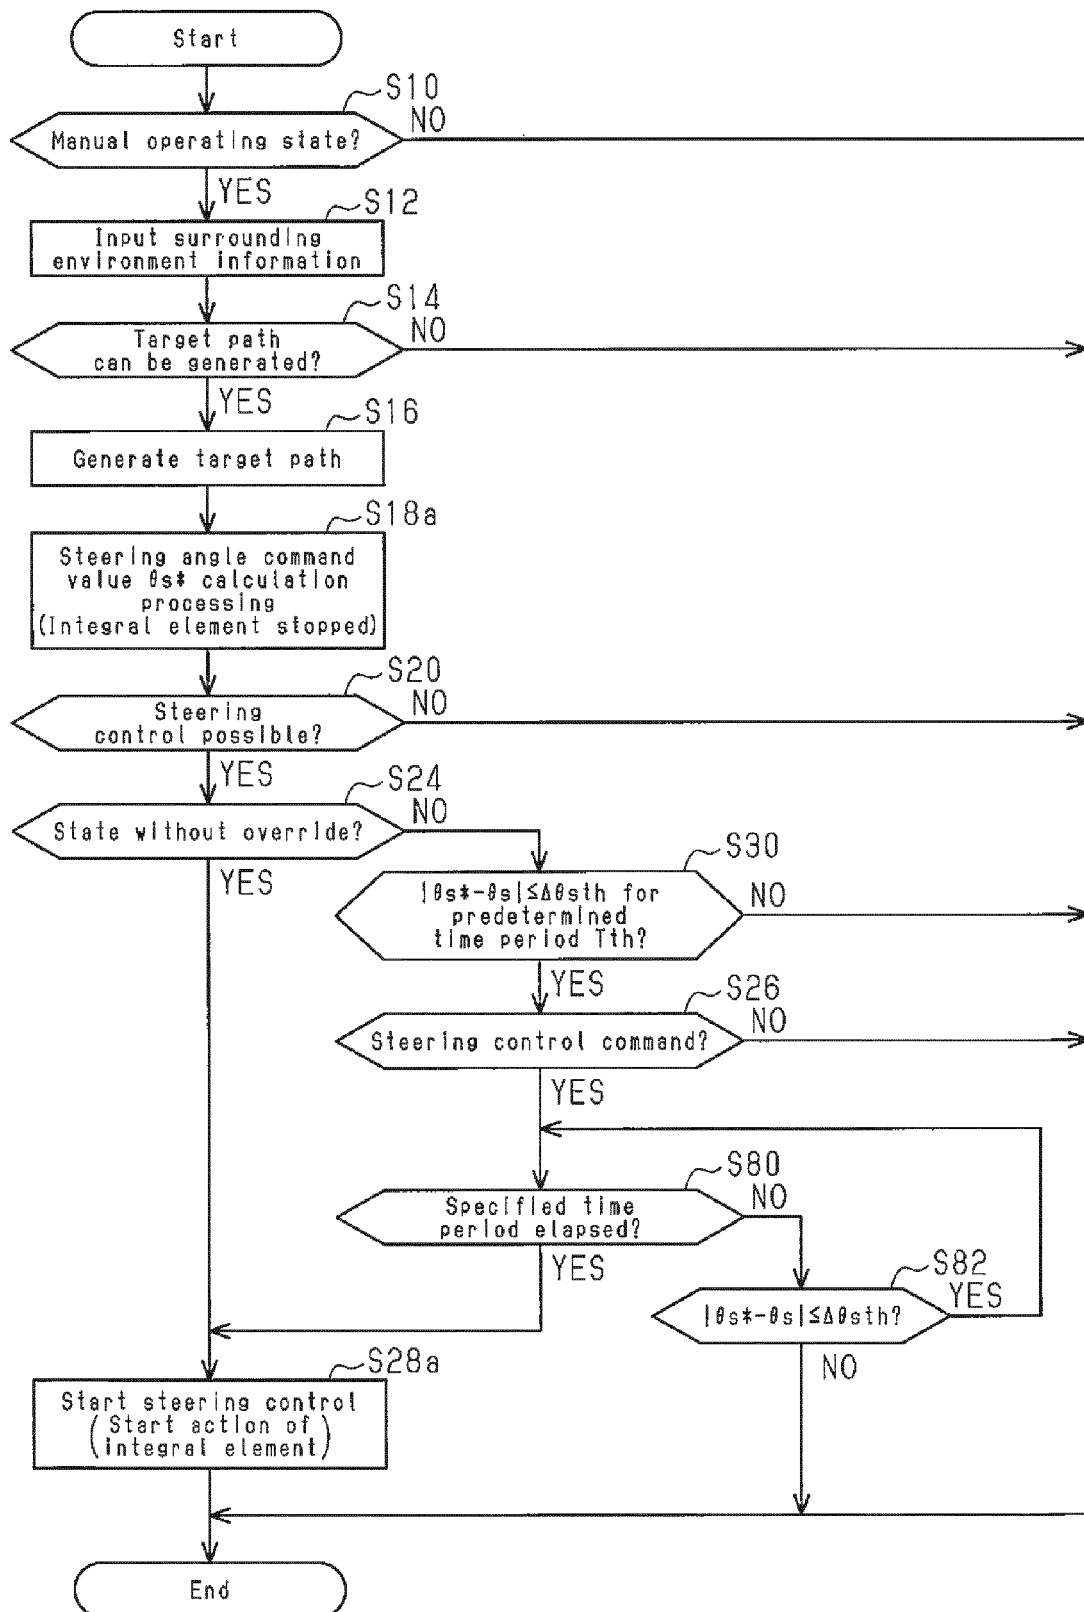 Start
S10
Manual operating state?
NO
YES
S12
Input surrounding
environment information
S14
Target path
can be generated?
NO
YES
S16
Generate target path
S18a
Steering angle command
value θs* calculation
processing
(Integral element stopped)
S20
Steering
control possible?
NO
YES
S24
State without override?
NO
YES
S30
|θs*-θs|≤Δθsth for
predetermined
time period Tth?
NO
YES
S26
Steering control command?
NO
YES
S80
Specified time
period elapsed?
NO
YES
S82
|θs*-θs|≤Δθsth?
YES
NO
S28a
Start steering control
(Start action of
integral element)
End